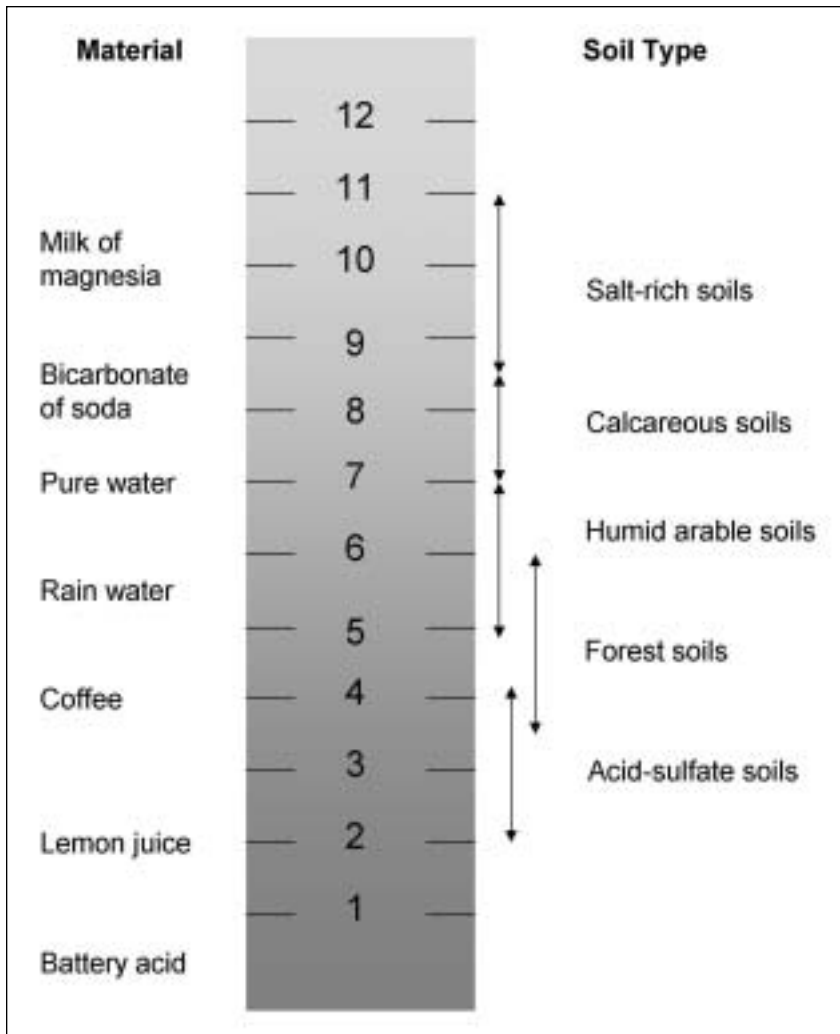 Material
Soil Type
12
11
Milk of
magnesia
10
Salt-rich soils
9
Bicarbonate
of soda
8
Calcareous soils
Pure water
7
Humid arable soils
6
Rain water
5
Forest soils
Coffee
4
3
Acid-sulfate soils
Lemon juice
2
1
Battery acid